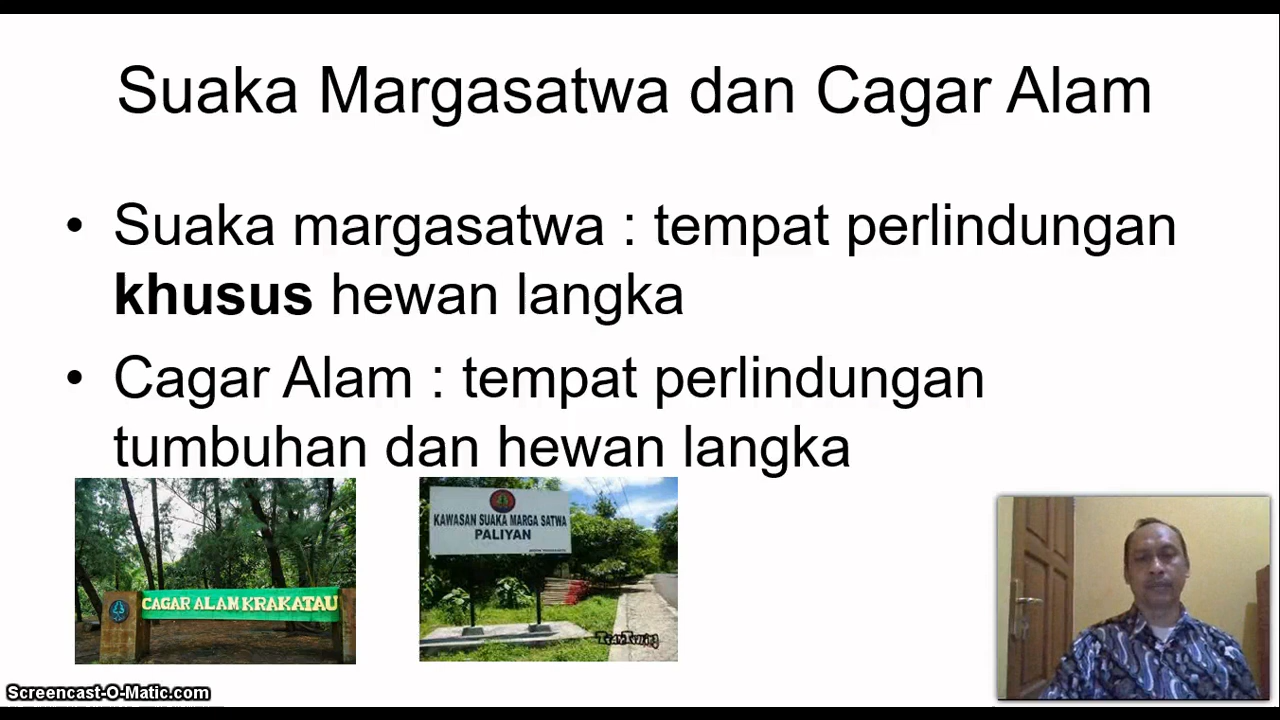 Suaka Margasatwa dan Cagar Alam
• Suaka margasatwa : tempat perlindungan
khusus hewan langka
• Cagar Alam : tempat perlindungan
tumbuhan dan hewan langka
CAGAR ALAM KRAKATAU
KAWASAN SUAKA MARGA SATWA
PALIYAN
Screencast-O-Matic.com